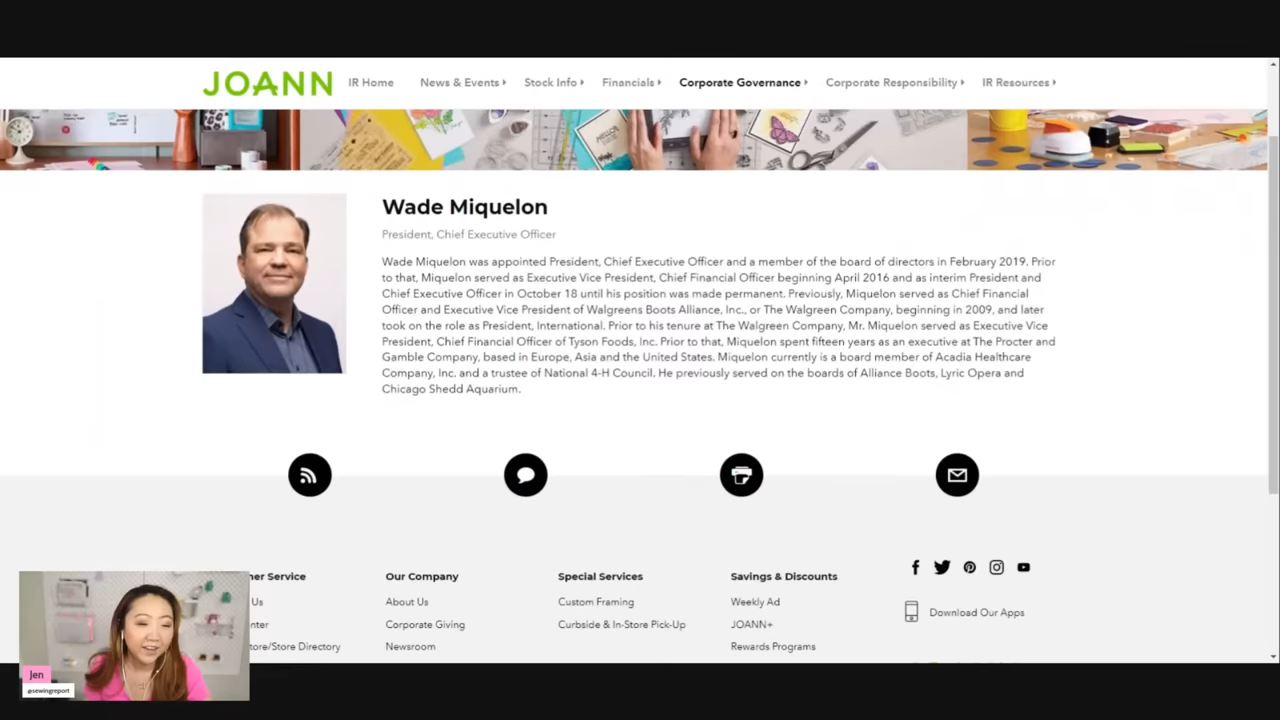 JOANN
IR Home News & Events Stock Info Financials Corporate Governance Corporate Responsibility IR Resources
Wade Miquelon
President, Chief Executive Officer
Wade Miquelon was appointed President, Chief Executive Officer and a member of the board of directors in February 2019. Prior
to that, Miquelon served as Executive Vice President, Chief Financial Officer beginning April 2016 and as interim President and
Chief Executive Officer in October 18 until his position was made permanent. Previously, Miquelon served as Chief Financial
Officer and Executive Vice President of Walgreens Boots Alliance, Inc., or The Walgreen Company, beginning in 2009, and later
took on the role as President, International. Prior to his tenure at The Walgreen Company, Mr. Miquelon served as Executive Vice
President, Chief Financial Officer of Tyson Foods, Inc. Prior to that, Miquelon spent fifteen years as an executive at The Procter and
Gamble Company, based in Europe, Asia and the United States. Miquelon currently is a board member of Acadia Healthcare
Company, Inc. and a trustee of National 4-H Council. He previously served on the boards of Alliance Boots, Lyric Opera and
Chicago Shedd Aquarium.
ner Service Our Company Special Services Savings & Discounts
Us About Us Custom Framing Weekly Ad Download Our Apps
nter Corporate Giving Curbside & In-Store Pick-Up JOANN+
tore/Store Directory Newsroom Rewards Programs
Jen
@sewingreport